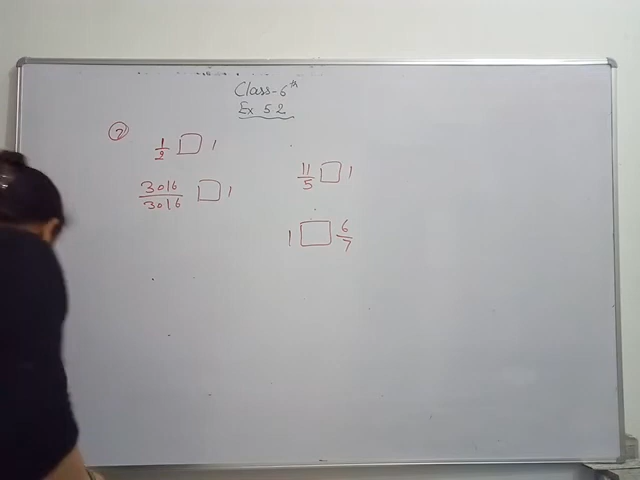 Class-6th
Ex 5.2
7
1/2 □ 1
11/5 □ 1
3016/3016 □ 1
1 □ 6/7